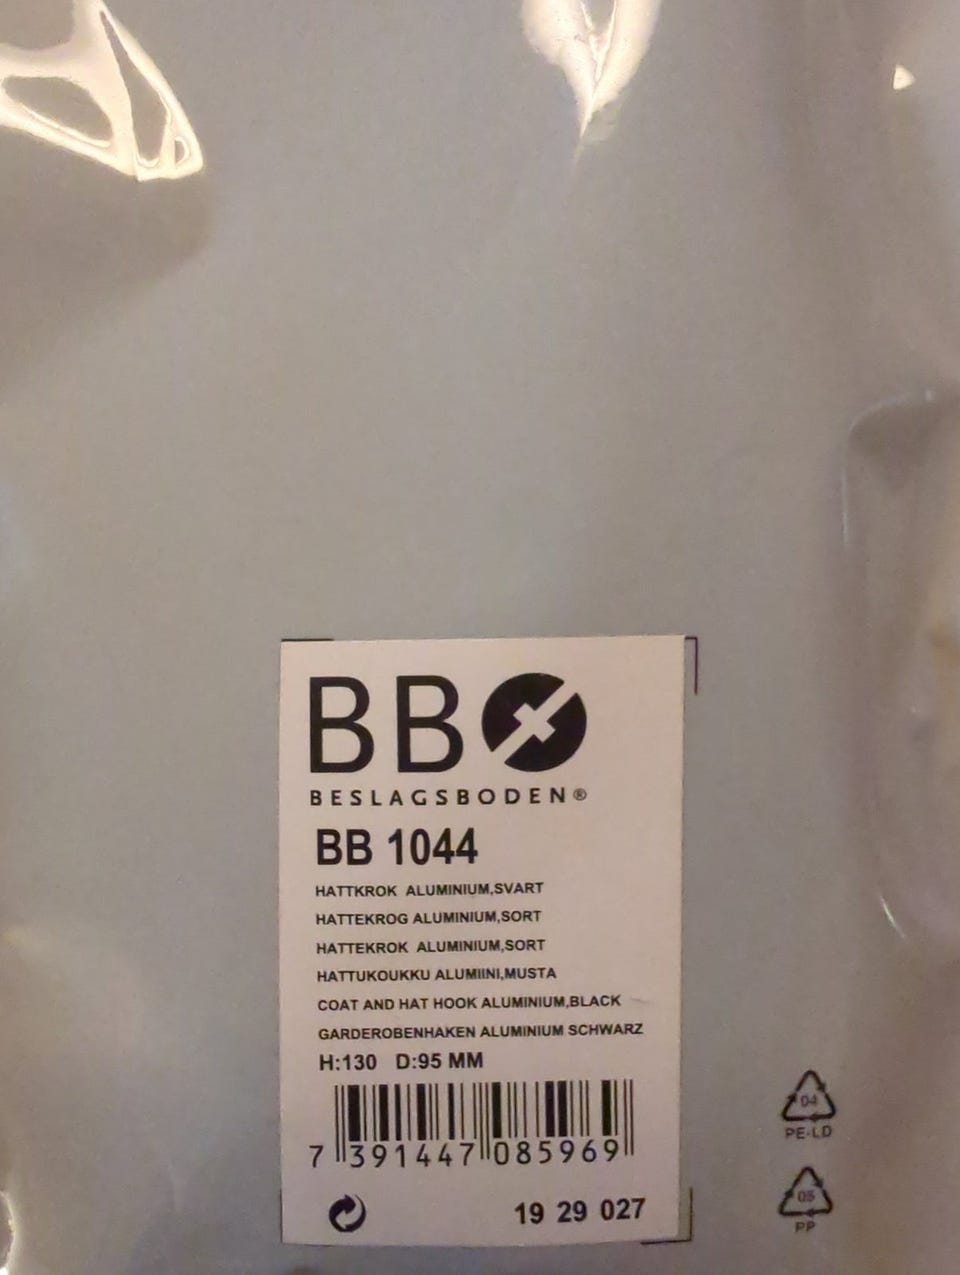 BB
BESLAGSBODEN®
BB 1044
HATTKROK ALUMINIUM,SVART
HATTEKROG ALUMINIUM,SORT
HATTEKROK ALUMINIUM,SORT
HATTUKOUKKU ALUMIINI,MUSTA
COAT AND HAT HOOK ALUMINIUM,BLACK
GARDEROBENHAKEN ALUMINIUM SCHWARZ
H:130 D:95 MM
7 391447 085969
19 29 027
04
PE-LD
05
PP